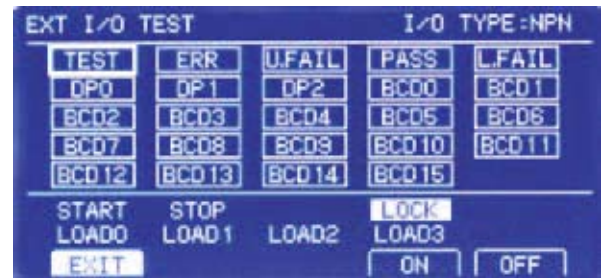 EXT I/O TEST I/O TYPE:NPN
TEST ERR U.FAIL PASS L.FAIL
DP0 DP1 DP2 BCD0 BCD1
BCD2 BCD3 BCD4 BCD5 BCD6
BCD7 BCD8 BCD9 BCD10 BCD11
BCD12 BCD13 BCD14 BCD15
START STOP LOCK
LOAD0 LOAD1 LOAD2 LOAD3
EXIT ON OFF